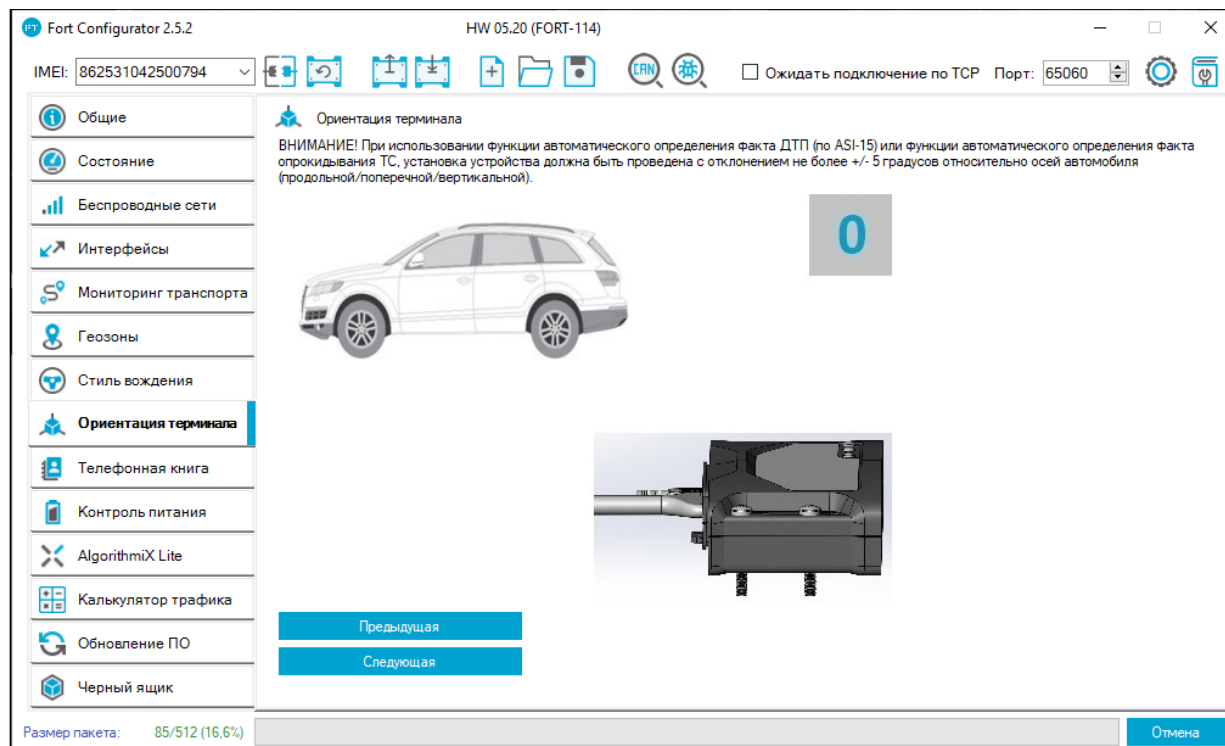 Fort Configurator 2.5.2
HW 05.20 (FORT-114)
IMEI: 862531042500794
CAN
Ожидать подключение по TCP Порт: 65060
Общие
Состояние
Беспроводные сети
Интерфейсы
Мониторинг транспорта
Геозоны
Стиль вождения
Ориентация терминала
Телефонная книга
Контроль питания
AlgorithmiX Lite
Калькулятор трафика
Обновление ПО
Черный ящик
Ориентация терминала
ВНИМАНИЕ! При использовании функции автоматического определения факта ДТП (по ASI-15) или функции автоматического определения факта
опрокидывания ТС, установка устройства должна быть проведена с отклонением не более +/- 5 градусов относительно осей автомобиля
(продольной/поперечной/вертикальной).
0
Предыдущая
Следующая
Размер пакета: 85/512 (16,6%)
Отмена